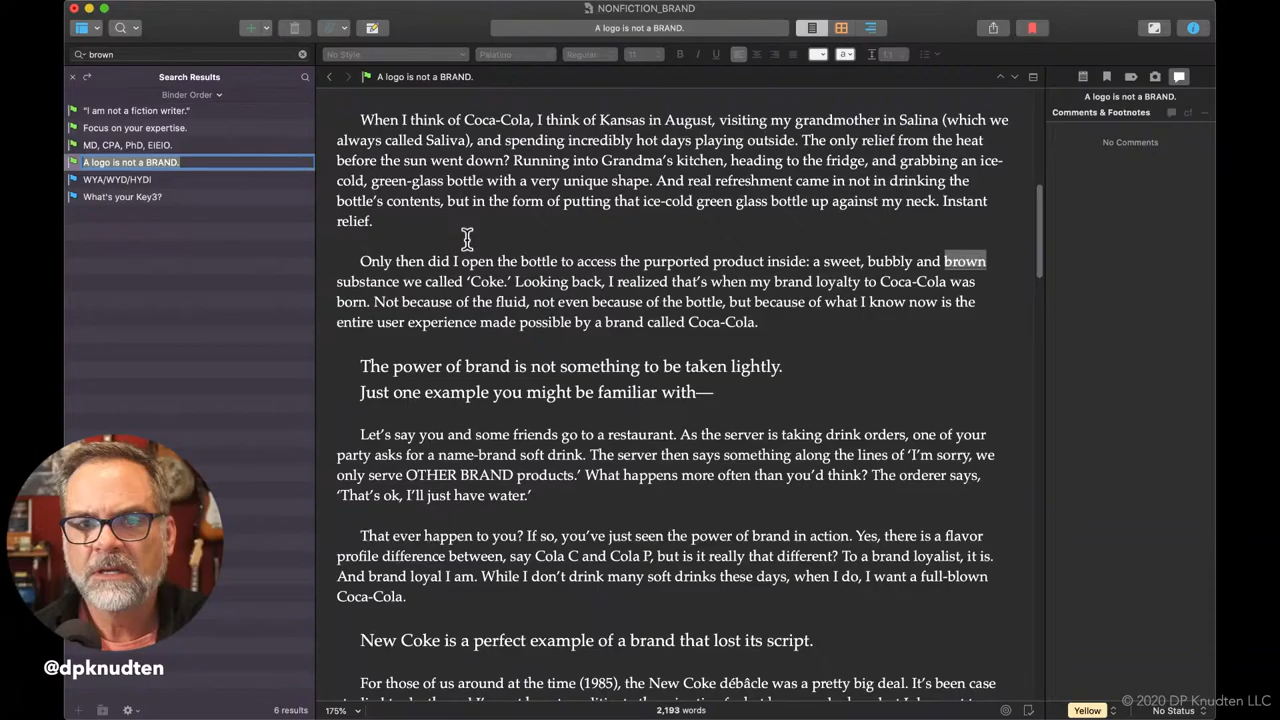 NONFICTION_BRAND
A logo is not a BRAND.
brown
No Style.
Palatino
Regular
11
B I U
a
1.1
Search Results
A logo is not a BRAND.
Binder Order
"I am not a fiction writer."
Focus on your expertise.
MD, CPA, PhD, EIEIO.
A logo is not a BRAND.
WYA/WYD/HYDI
What's your Key3?
When I think of Coca-Cola, I think of Kansas in August, visiting my grandmother in Salina (which we
always called Saliva), and spending incredibly hot days playing outside. The only relief from the heat
before the sun went down? Running into Grandma's kitchen, heading to the fridge, and grabbing an ice-
cold, green-glass bottle with a very unique shape. And real refreshment came in not in drinking the
bottle's contents, but in the form of putting that ice-cold green glass bottle up against my neck. Instant
relief.
Only then did I open the bottle to access the purported product inside: a sweet, bubbly and brown
substance we called ‘Coke.’ Looking back, I realized that’s when my brand loyalty to Coca-Cola was
born. Not because of the fluid, not even because of the bottle, but because of what I know now is the
entire user experience made possible by a brand called Coca-Cola.
The power of brand is not something to be taken lightly.
Just one example you might be familiar with—
Let’s say you and some friends go to a restaurant. As the server is taking drink orders, one of your
party asks for a name-brand soft drink. The server then says something along the lines of ‘I’m sorry, we
only serve OTHER BRAND products.’ What happens more often than you’d think? The orderer says,
‘That’s ok, I’ll just have water.’
That ever happen to you? If so, you’ve just seen the power of brand in action. Yes, there is a flavor
profile difference between, say Cola C and Cola P, but is it really that different? To a brand loyalist, it is.
And brand loyal I am. While I don’t drink many soft drinks these days, when I do, I want a full-blown
Coca-Cola.
New Coke is a perfect example of a brand that lost its script.
For those of us around at the time (1985), the New Coke débâcle was a pretty big deal. It’s been case
A logo is not a BRAND.
Comments & Footnotes
cf
No Comments
@dpknudten
6 results
175%
2,193 words
Yellow
No Status
© 2020 DP Knudten LLC